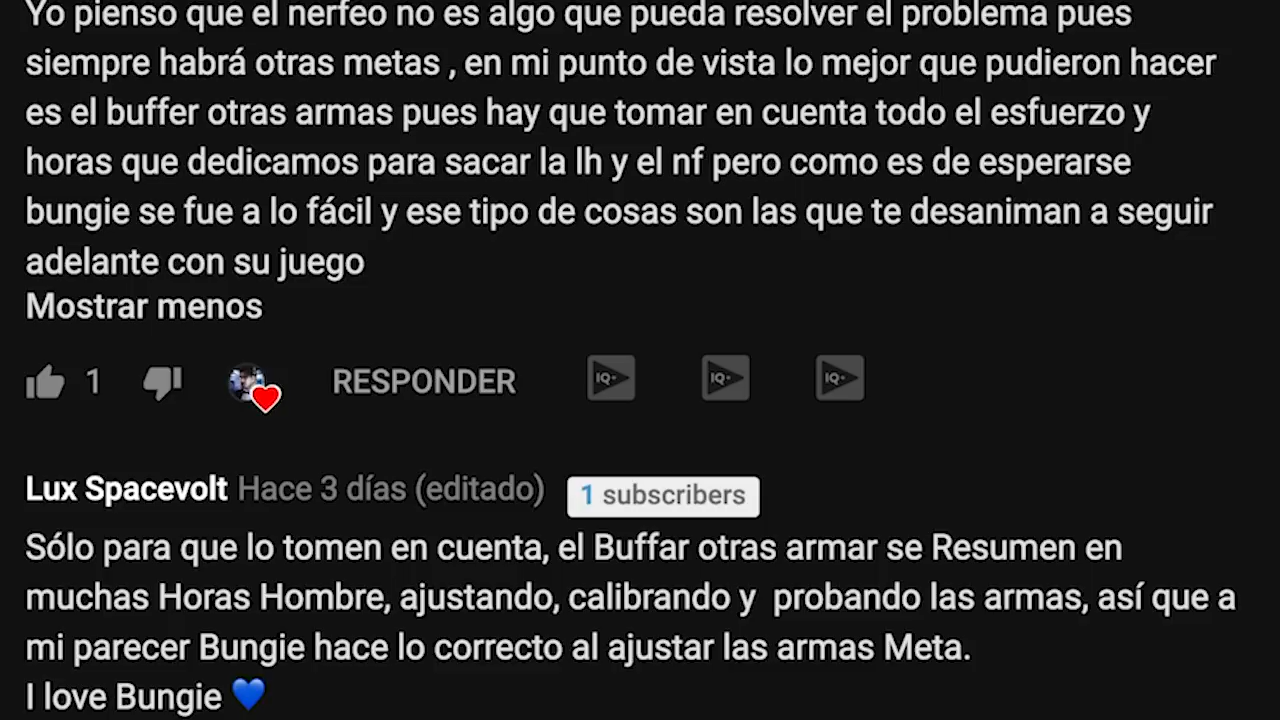 Yo pienso que el nerfeo no es algo que pueda resolver el problema pues
siempre habrá otras metas , en mi punto de vista lo mejor que pudieron hacer
es el buffer otras armas pues hay que tomar en cuenta todo el esfuerzo y
horas que dedicamos para sacar la lh y el nf pero como es de esperarse
bungie se fue a lo fácil y ese tipo de cosas son las que te desaniman a seguir
adelante con su juego
Mostrar menos
1 RESPONDER IQ IQ IQ
Lux Spacevolt Hace 3 días (editado) 1 subscribers
Sólo para que lo tomen en cuenta, el Buffar otras armar se Resumen en
muchas Horas Hombre, ajustando, calibrando y  probando las armas, así que a
mi parecer Bungie hace lo correcto al ajustar las armas Meta.
I love Bungie 💙